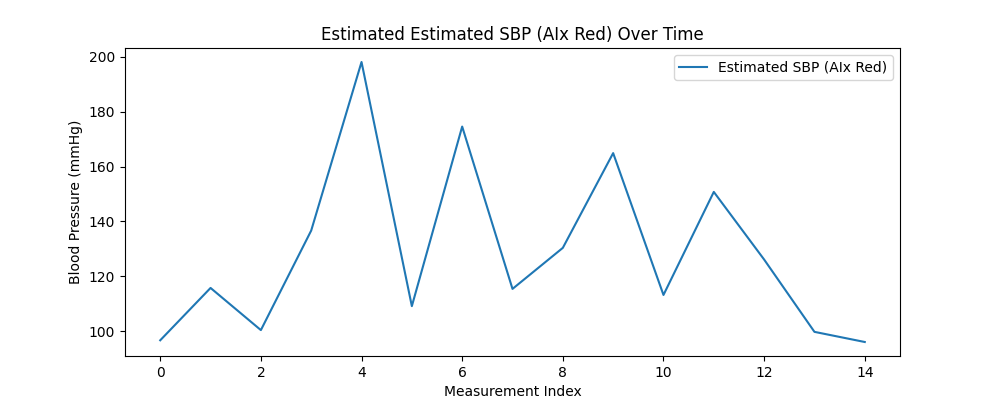 Estimated Estimated SBP (AIx Red) Over Time
Estimated SBP (AIx Red)
Blood Pressure (mmHg)
200
180
160
140
120
100
0 2 4 6 8 10 12 14
Measurement Index